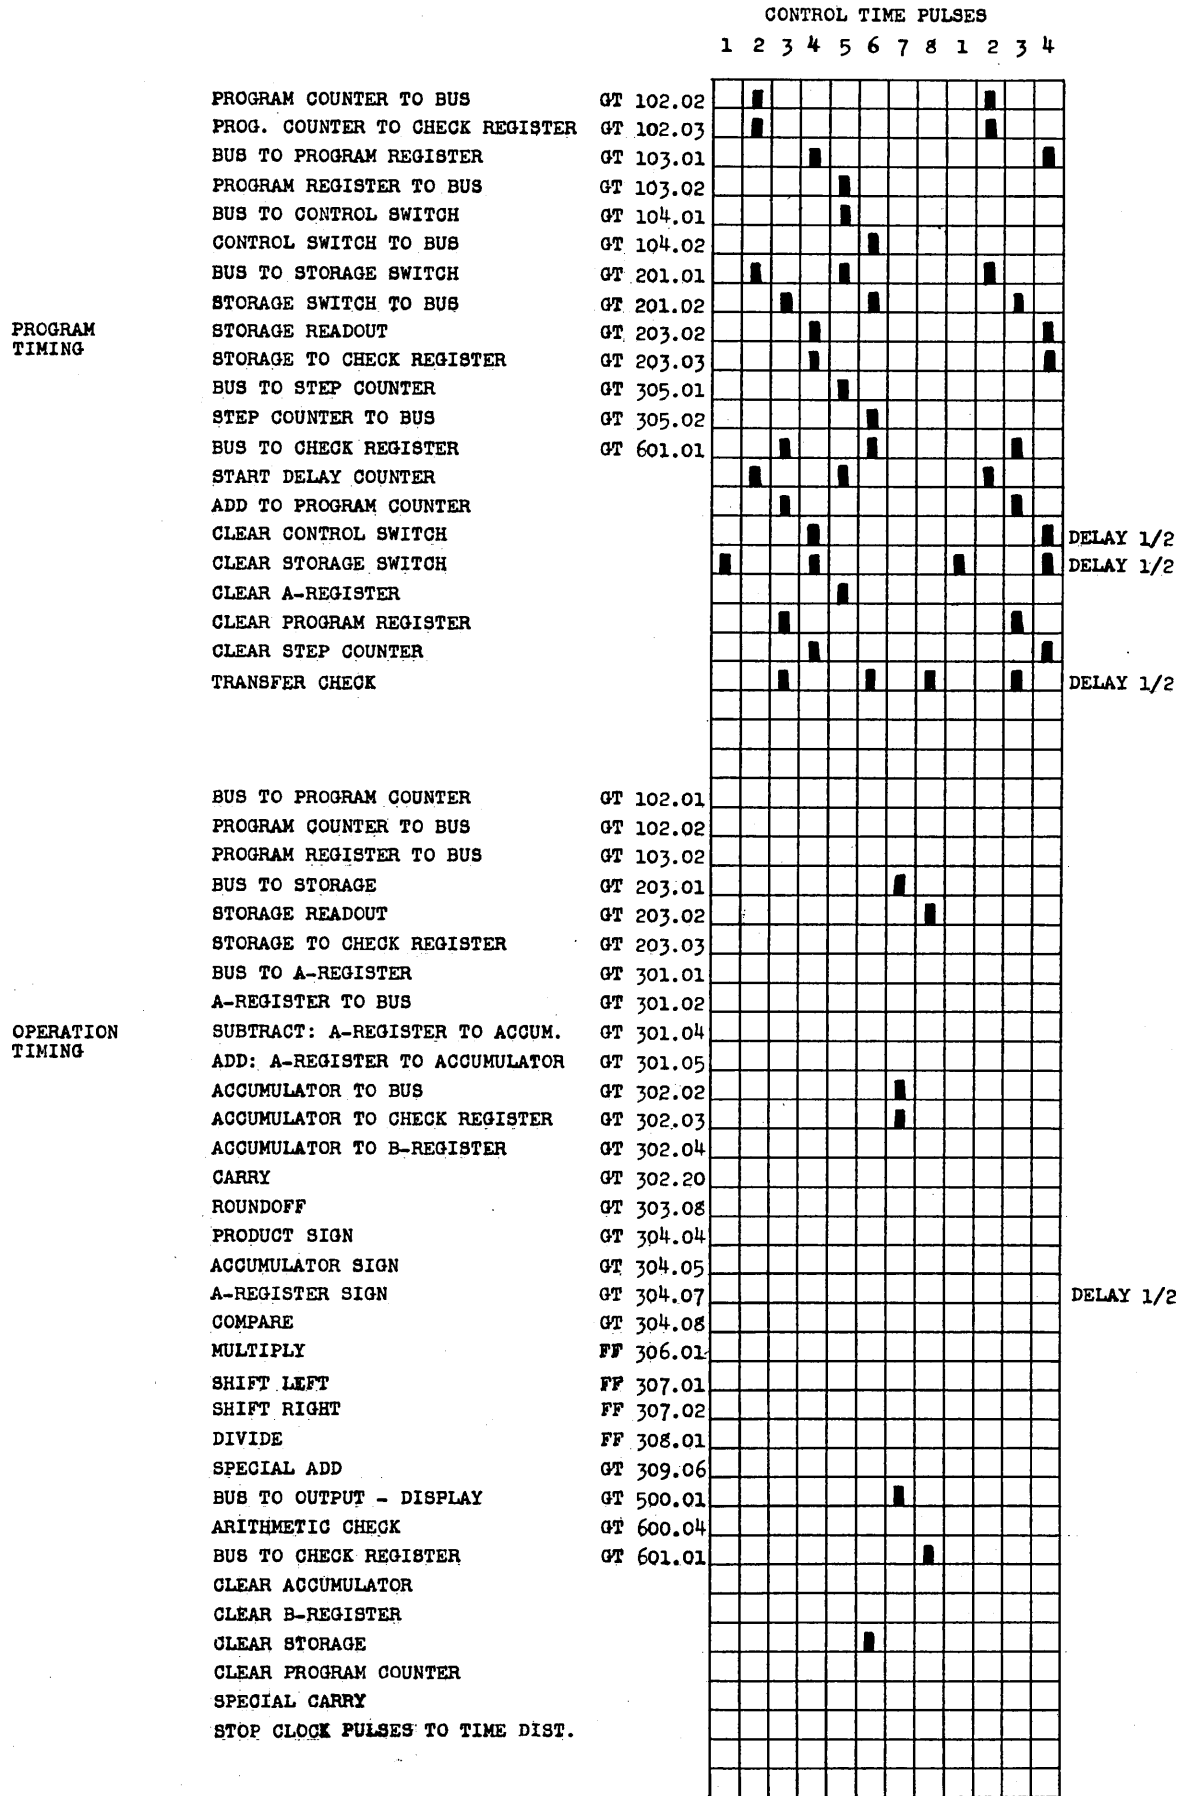 CONTROL TIME PULSES
1 2 3 4 5 6 7 8 1 2 3 4
PROGRAM COUNTER TO BUS GT 102.02
PROG. COUNTER TO CHECK REGISTER GT 102.03
BUS TO PROGRAM REGISTER GT 103.01
PROGRAM REGISTER TO BUS GT 103.02
BUS TO CONTROL SWITCH GT 104.01
CONTROL SWITCH TO BUS GT 104.02
BUS TO STORAGE SWITCH GT 201.01
STORAGE SWITCH TO BUS GT 201.02
PROGRAM TIMING
STORAGE READOUT GT 203.02
STORAGE TO CHECK REGISTER GT 203.03
BUS TO STEP COUNTER GT 305.01
STEP COUNTER TO BUS GT 305.02
BUS TO CHECK REGISTER GT 601.01
START DELAY COUNTER
ADD TO PROGRAM COUNTER
CLEAR CONTROL SWITCH DELAY 1/2
CLEAR STORAGE SWITCH DELAY 1/2
CLEAR A-REGISTER
CLEAR PROGRAM REGISTER
CLEAR STEP COUNTER
TRANSFER CHECK DELAY 1/2
BUS TO PROGRAM COUNTER GT 102.01
PROGRAM COUNTER TO BUS GT 102.02
PROGRAM REGISTER TO BUS GT 103.02
BUS TO STORAGE GT 203.01
STORAGE READOUT GT 203.02
STORAGE TO CHECK REGISTER GT 203.03
BUS TO A-REGISTER GT 301.01
A-REGISTER TO BUS GT 301.02
OPERATION TIMING
SUBTRACT: A-REGISTER TO ACCUM. GT 301.04
ADD: A-REGISTER TO ACCUMULATOR GT 301.05
ACCUMULATOR TO BUS GT 302.02
ACCUMULATOR TO CHECK REGISTER GT 302.03
ACCUMULATOR TO B-REGISTER GT 302.04
CARRY GT 302.20
ROUNDOFF GT 303.08
PRODUCT SIGN GT 304.04
ACCUMULATOR SIGN GT 304.05
A-REGISTER SIGN GT 304.07 DELAY 1/2
COMPARE GT 304.08
MULTIPLY FF 306.01
SHIFT LEFT FF 307.01
SHIFT RIGHT FF 307.02
DIVIDE FF 308.01
SPECIAL ADD GT 309.06
BUS TO OUTPUT - DISPLAY GT 500.01
ARITHMETIC CHECK GT 600.04
BUS TO CHECK REGISTER GT 601.01
CLEAR ACCUMULATOR
CLEAR B-REGISTER
CLEAR STORAGE
CLEAR PROGRAM COUNTER
SPECIAL CARRY
STOP CLOCK PULSES TO TIME DIST.